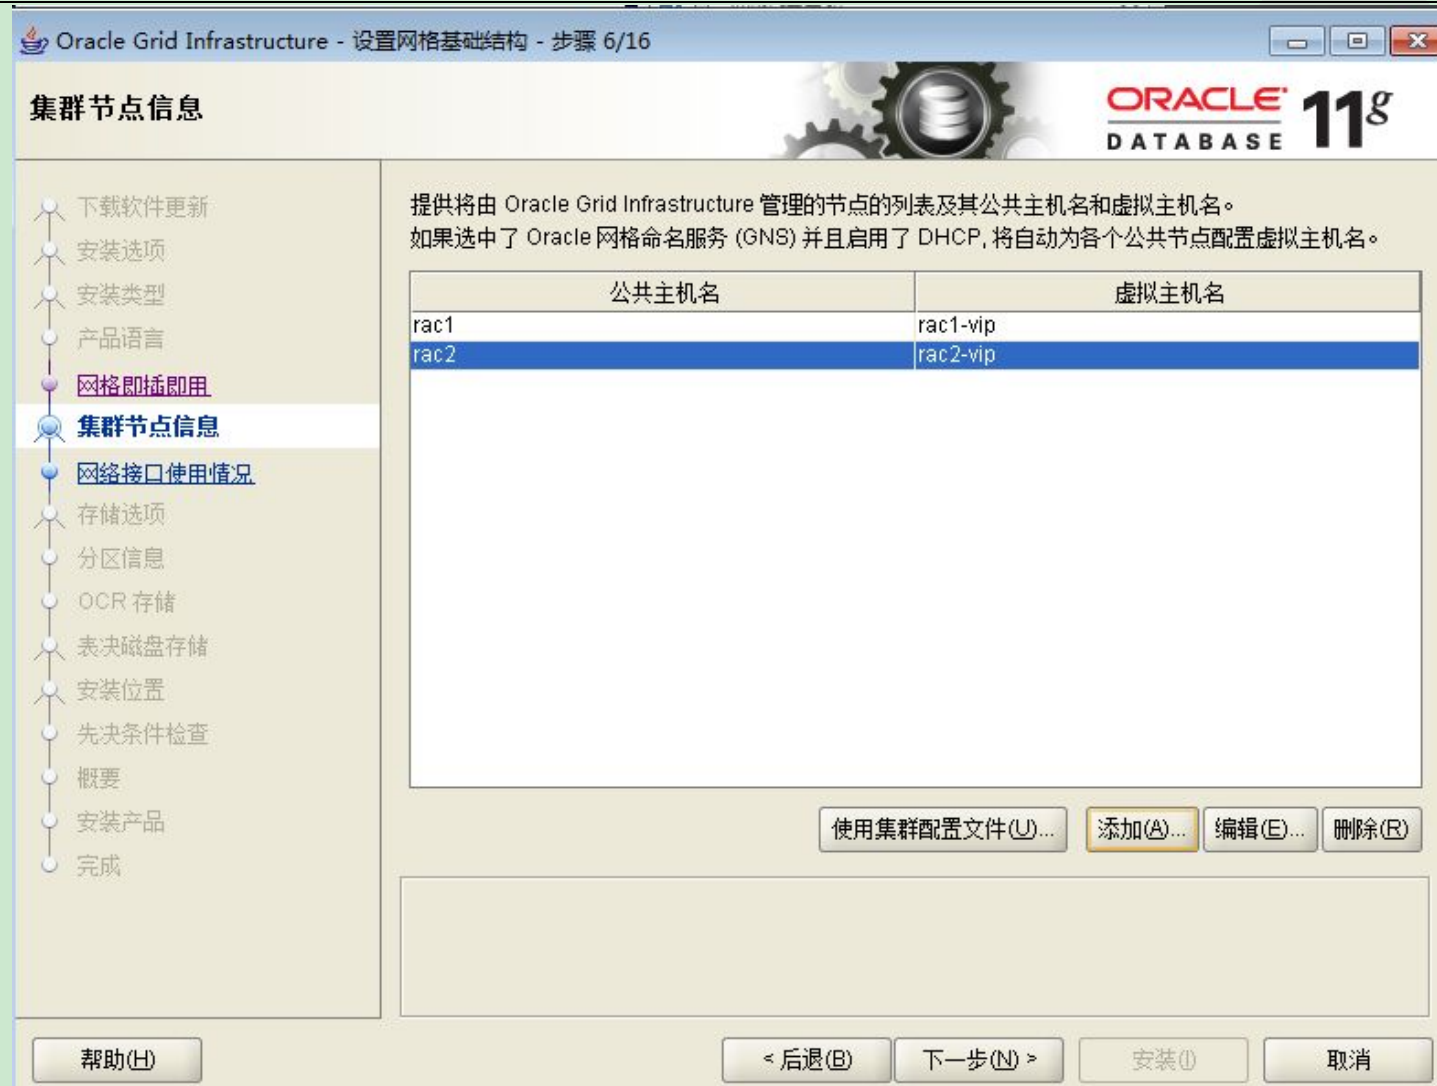 Oracle Grid Infrastructure - 设置网格基础结构 - 步骤 6/16
集群节点信息
ORACLE 11g
DATABASE
下载软件更新
安装选项
安装类型
产品语言
网格即插即用
集群节点信息
网络接口使用情况
存储选项
分区信息
OCR 存储
表决磁盘存储
安装位置
先决条件检查
概要
安装产品
完成
提供将由 Oracle Grid Infrastructure 管理的节点的列表及其公共主机名和虚拟主机名。
如果选中了 Oracle 网格命名服务 (GNS) 并且启用了 DHCP, 将自动为各个公共节点配置虚拟主机名。
公共主机名 虚拟主机名
rac1 rac1-vip
rac2 rac2-vip
使用集群配置文件(U)... 添加(A)... 编辑(E)... 删除(R)
帮助(H) < 后退(B) 下一步(N) > 安装(I) 取消